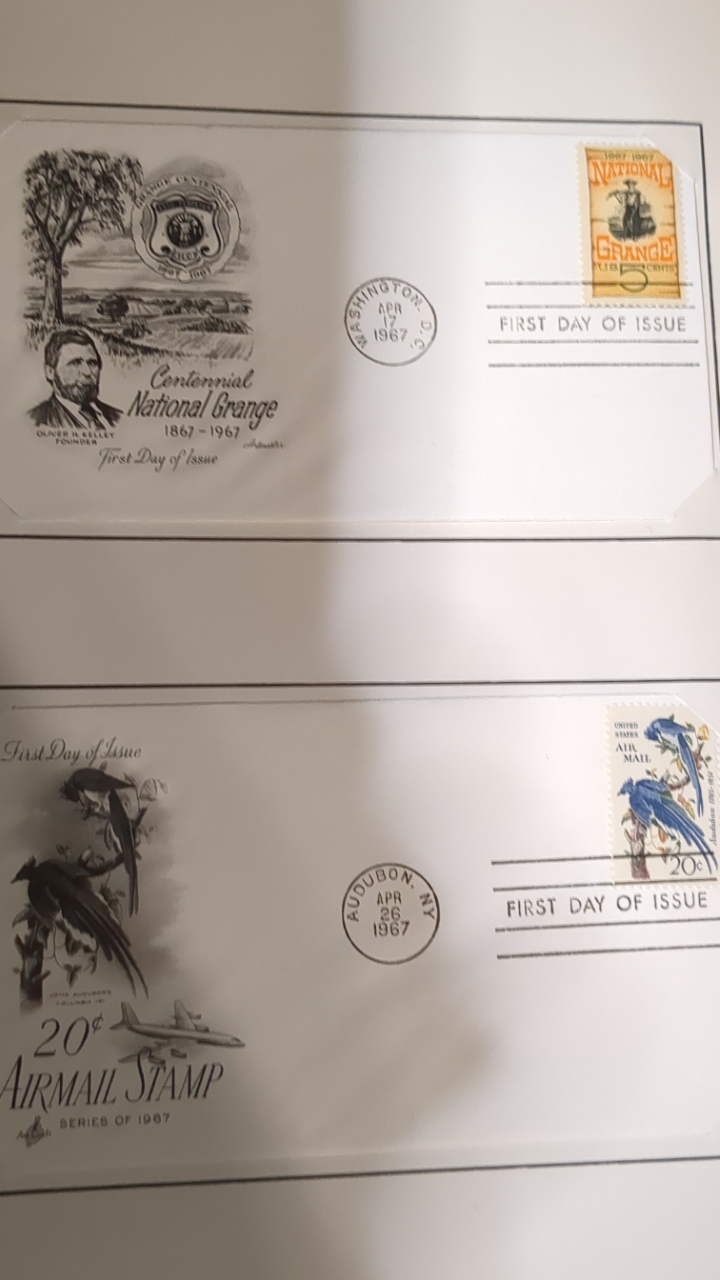 GRANGE CENTENNIAL
1867 1967
Centennial
National Grange
1867 - 1967
OLIVER H. KELLEY
FOUNDER
First Day of Issue
WASHINGTON, D.C.
APR
17
1967
1867-1967
NATIONAL
GRANGE
U.S. 5 CENTS
FIRST DAY OF ISSUE
First Day of Issue
20¢
AIRMAIL STAMP
SERIES OF 1967
AUDUBON, NY
APR
26
1967
UNITED
STATES
AIR
MAIL
Audubon
20c
FIRST DAY OF ISSUE